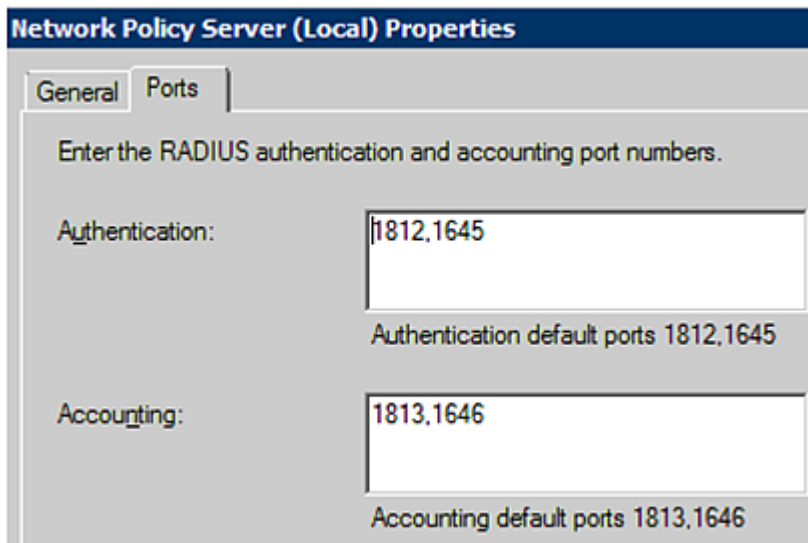 Network Policy Server (Local) Properties
General Ports
Enter the RADIUS authentication and accounting port numbers.
Authentication: 1812,1645
Authentication default ports 1812,1645
Accounting: 1813,1646
Accounting default ports 1813,1646